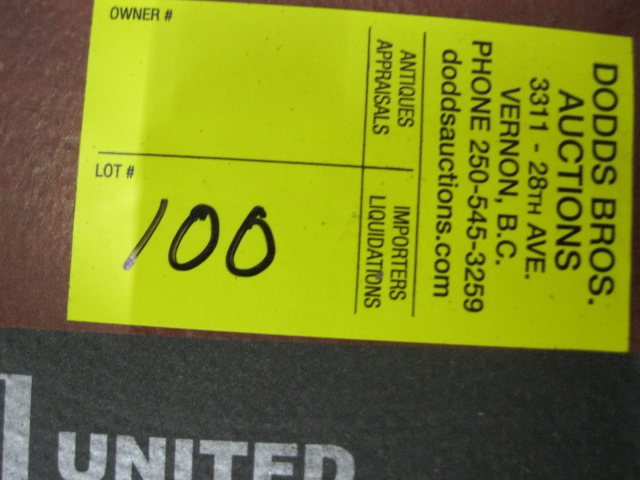 DODDS BROS.
AUCTIONS
3311 - 28TH AVE.
VERNON, B.C.
PHONE 250-545-3259
doddsauctions.com
ANTIQUES IMPORTERS
APPRAISALS LIQUIDATIONS
OWNER #
LOT #
100
UNITED